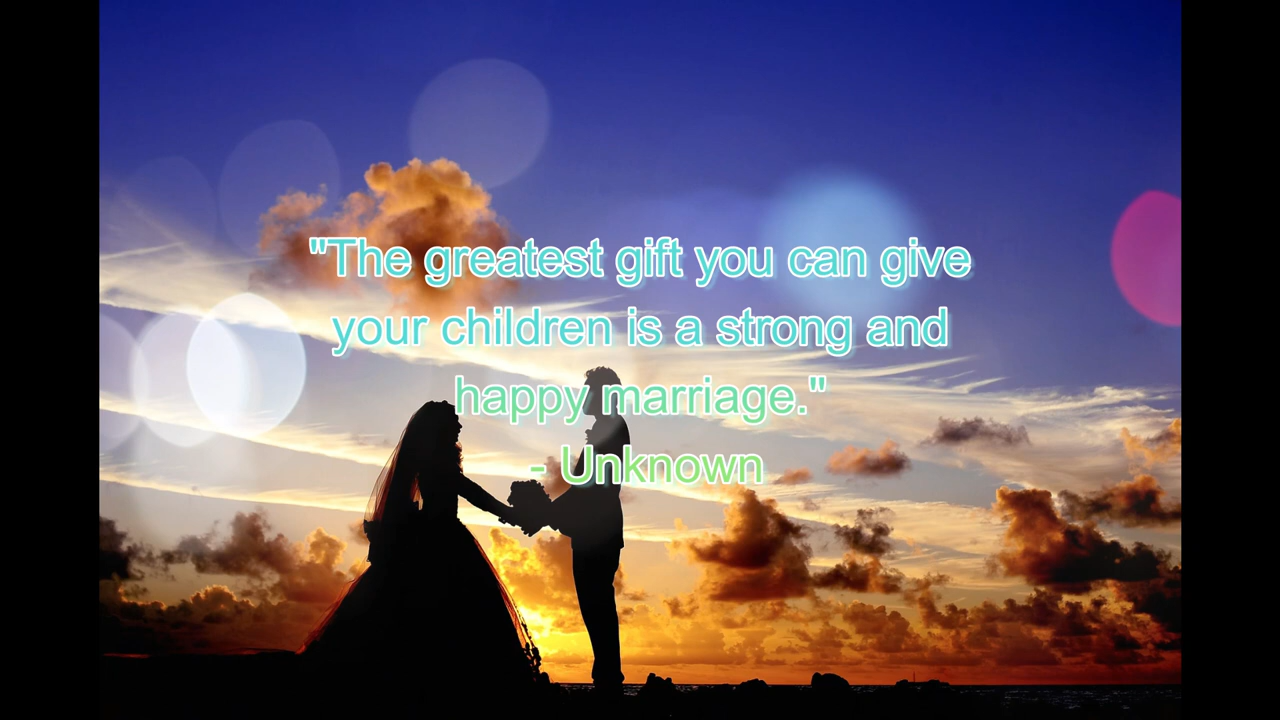 "The greatest gift you can give
your children is a strong and
happy marriage."
- Unknown